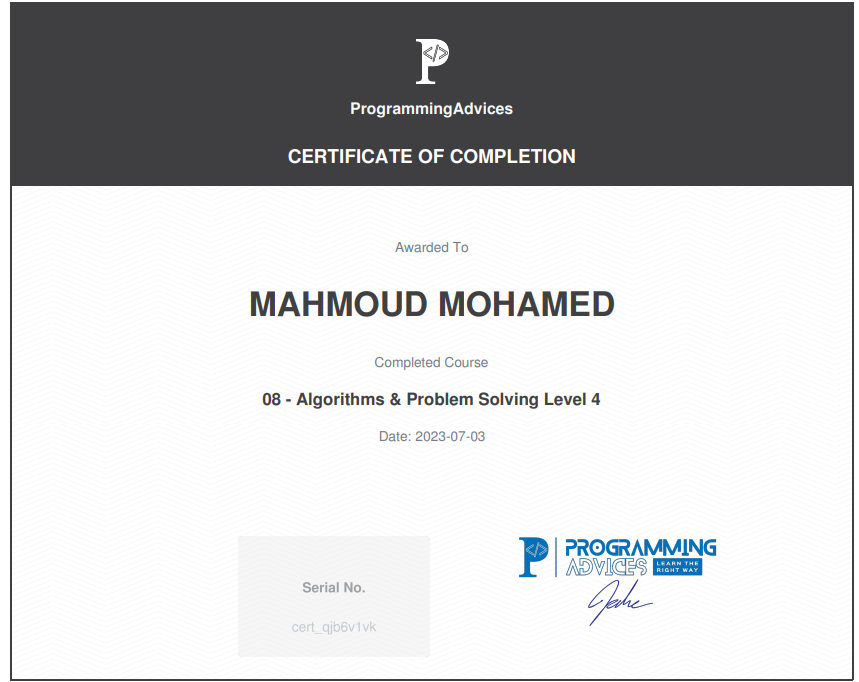 P
</>
ProgrammingAdvices
CERTIFICATE OF COMPLETION
Awarded To
MAHMOUD MOHAMED
Completed Course
08 - Algorithms & Problem Solving Level 4
Date: 2023-07-03
Serial No.
cert_qjb6v1vk
P
</>
PROGRAMMING
ADVICES
LEARN THE
RIGHT WAY